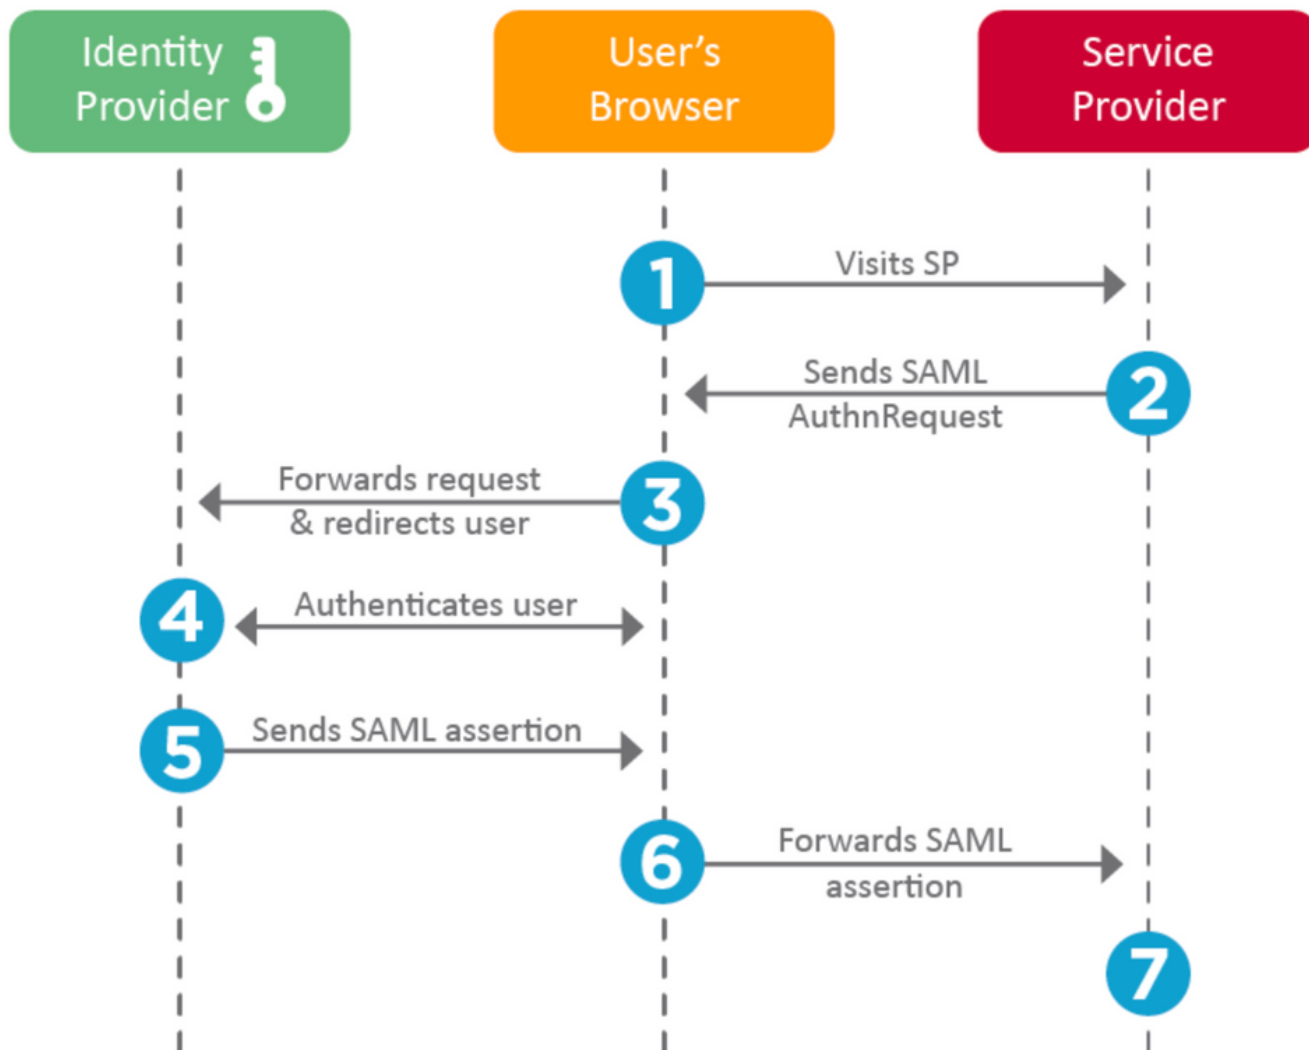 Identity
Provider
User's
Browser
Service
Provider
1
Visits SP
Sends SAML
AuthnRequest
2
Forwards request
& redirects user
3
4
Authenticates user
5
Sends SAML assertion
6
Forwards SAML
assertion
7